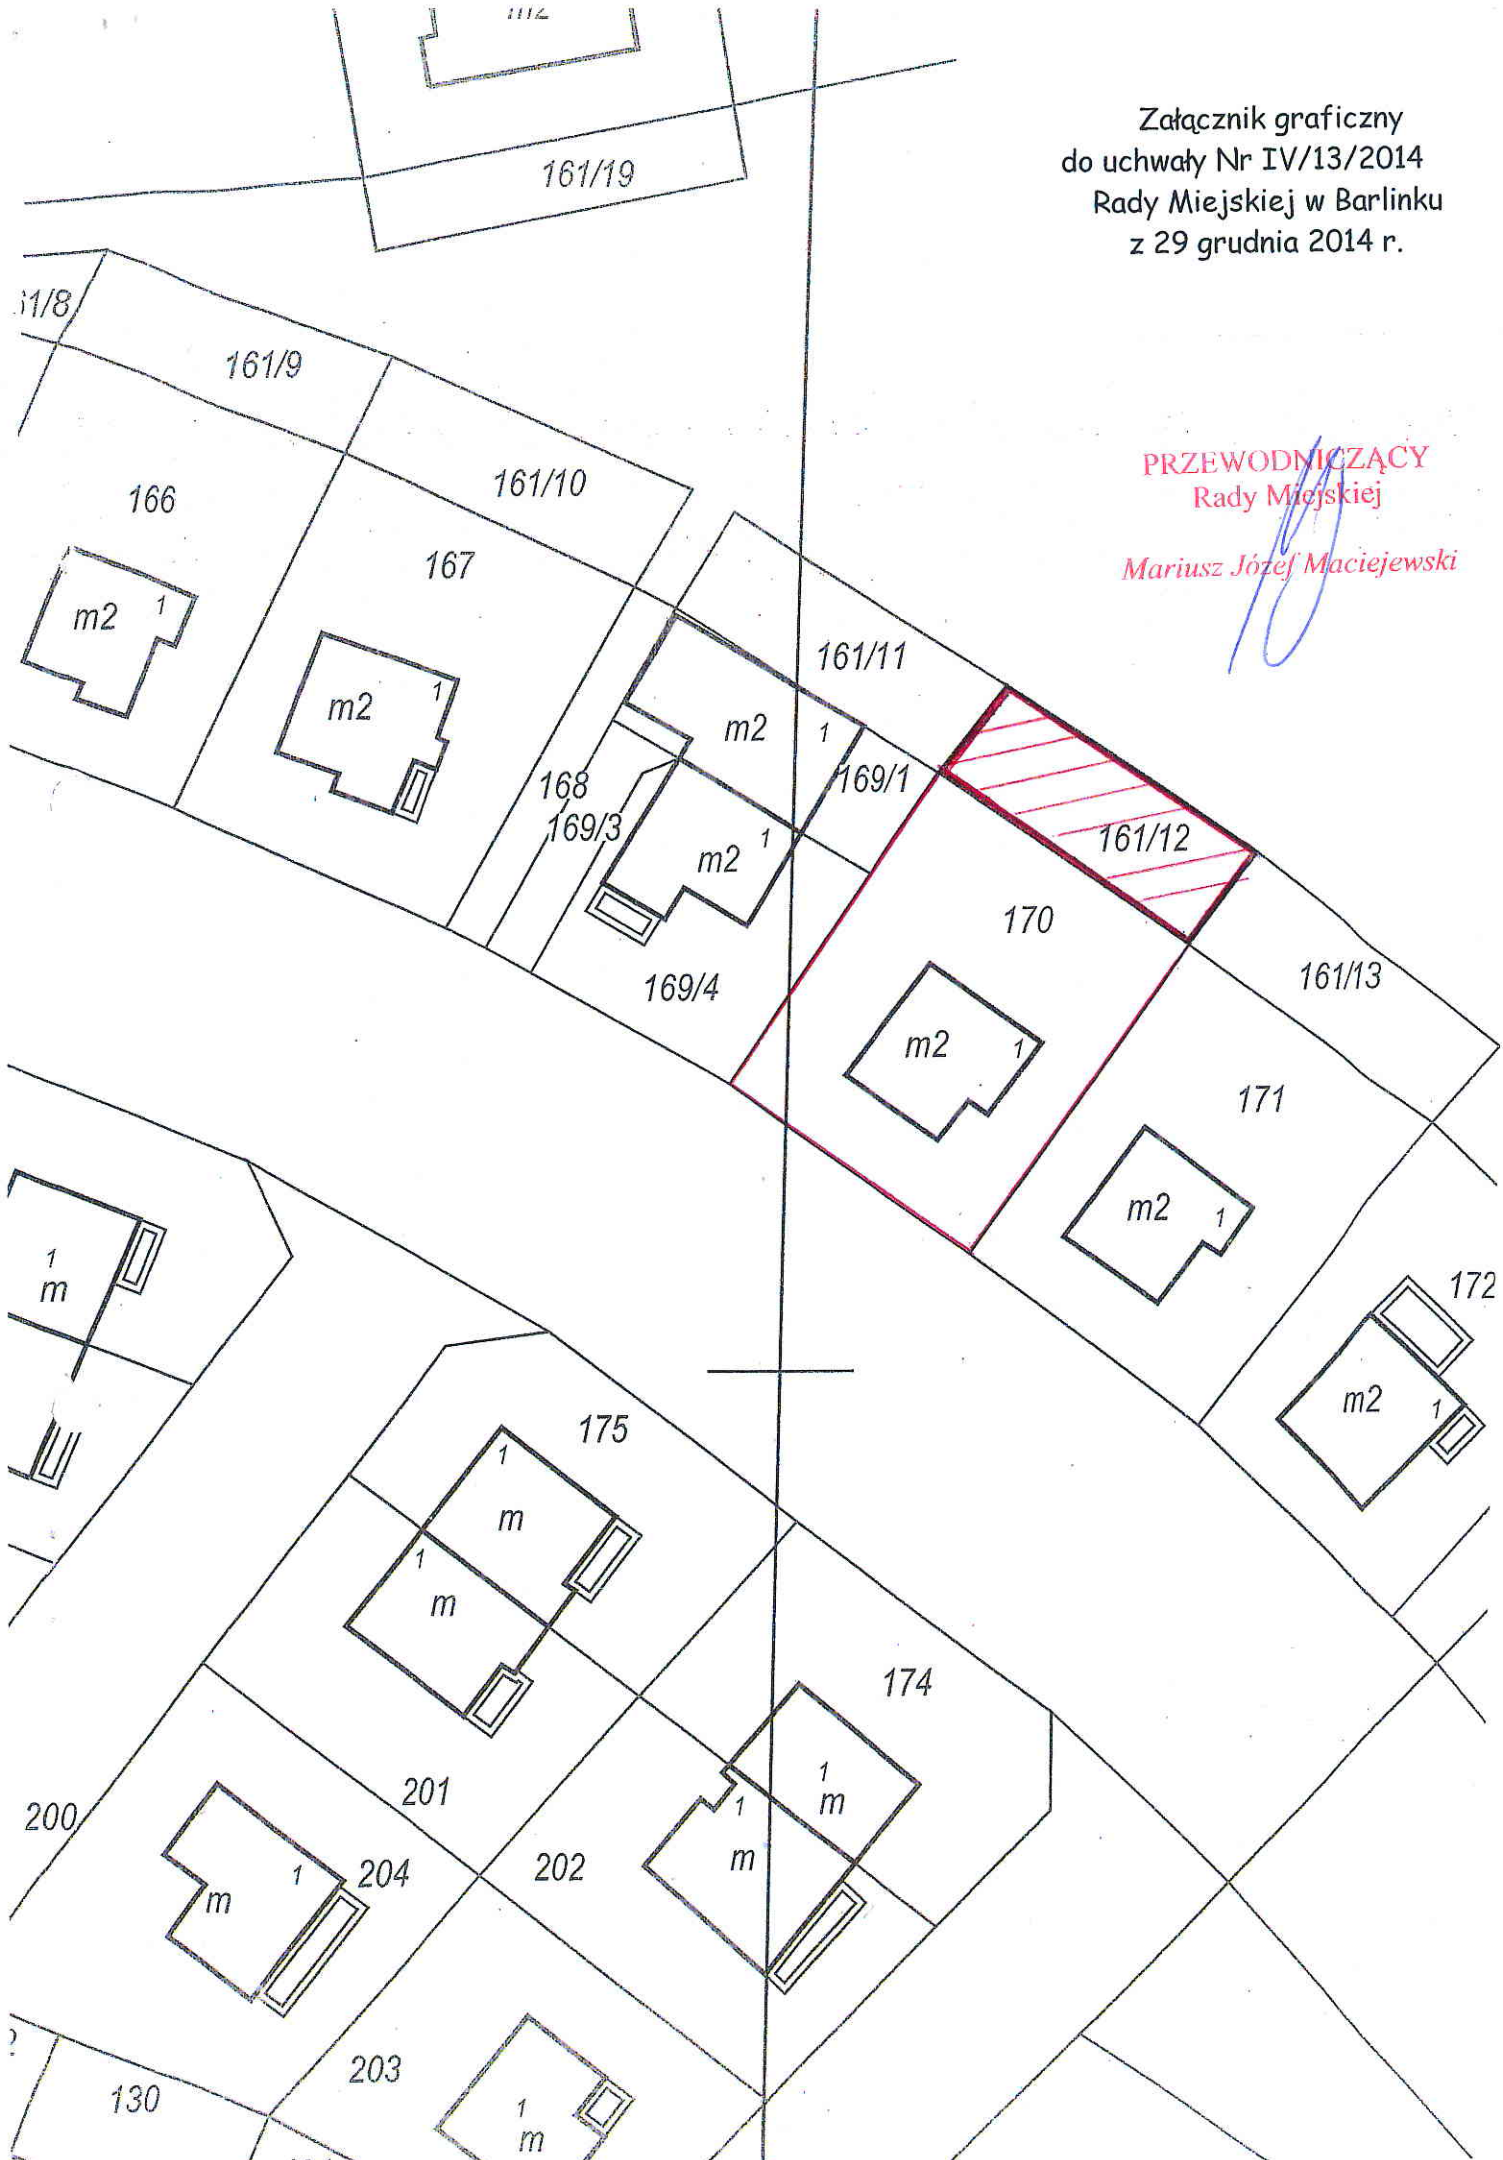 m2
Załącznik graficzny
do uchwały Nr IV/13/2014
Rady Miejskiej w Barlinku
z 29 grudnia 2014 r.
161/19
161/9
161/10
PRZEWODNICZĄCY
Rady Miejskiej
Mariusz Józef Maciejewski
166
167
161/11
m2 1
m2 1
m2 1
168
169/1
169/3
m2 1
161/12
170
161/13
169/4
m2 1
171
m2 1
1
m
172
m2 1
175
1
m
1
m
174
1
m
1
m
201
200
204
202
1
m
203
130
1
m